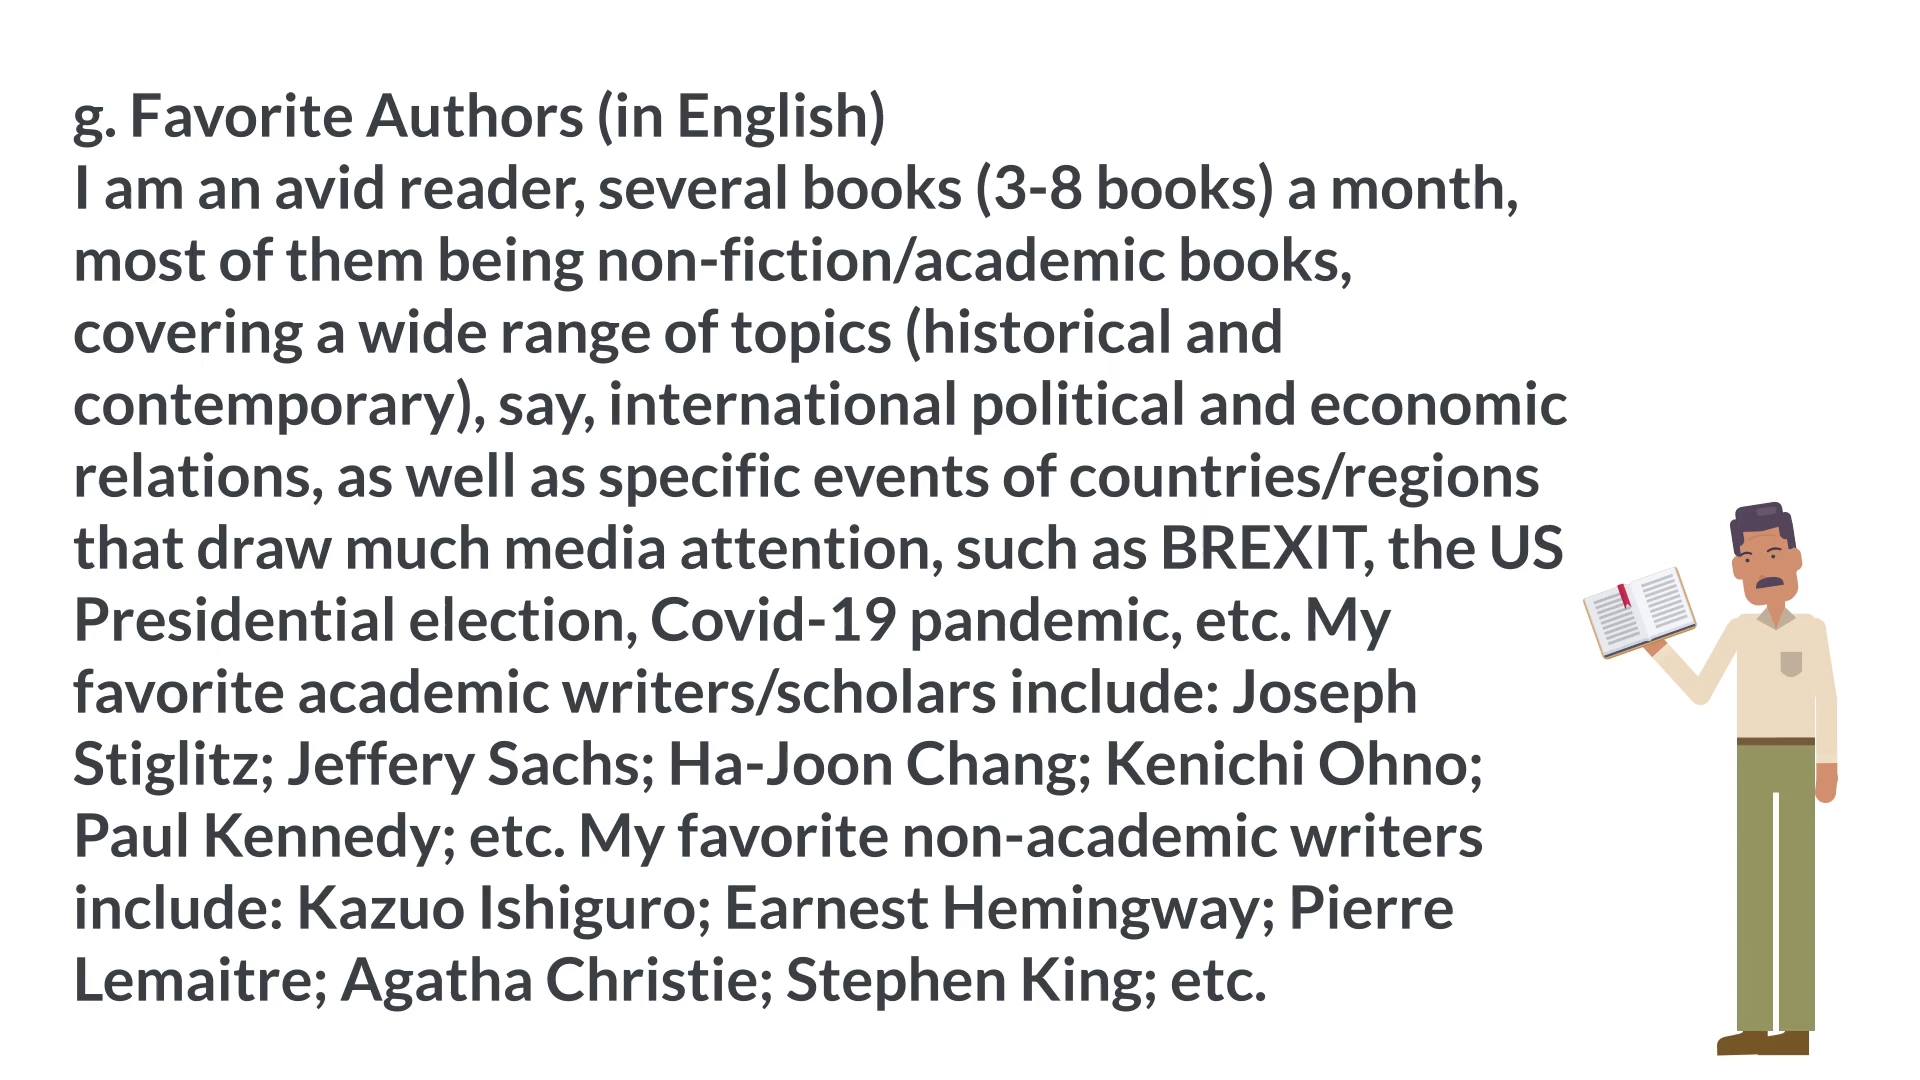 g. Favorite Authors (in English)
I am an avid reader, several books (3-8 books) a month,
most of them being non-fiction/academic books,
covering a wide range of topics (historical and
contemporary), say, international political and economic
relations, as well as specific events of countries/regions
that draw much media attention, such as BREXIT, the US
Presidential election, Covid-19 pandemic, etc. My
favorite academic writers/scholars include: Joseph
Stiglitz; Jeffery Sachs; Ha-Joon Chang; Kenichi Ohno;
Paul Kennedy; etc. My favorite non-academic writers
include: Kazuo Ishiguro; Earnest Hemingway; Pierre
Lemaitre; Agatha Christie; Stephen King; etc.